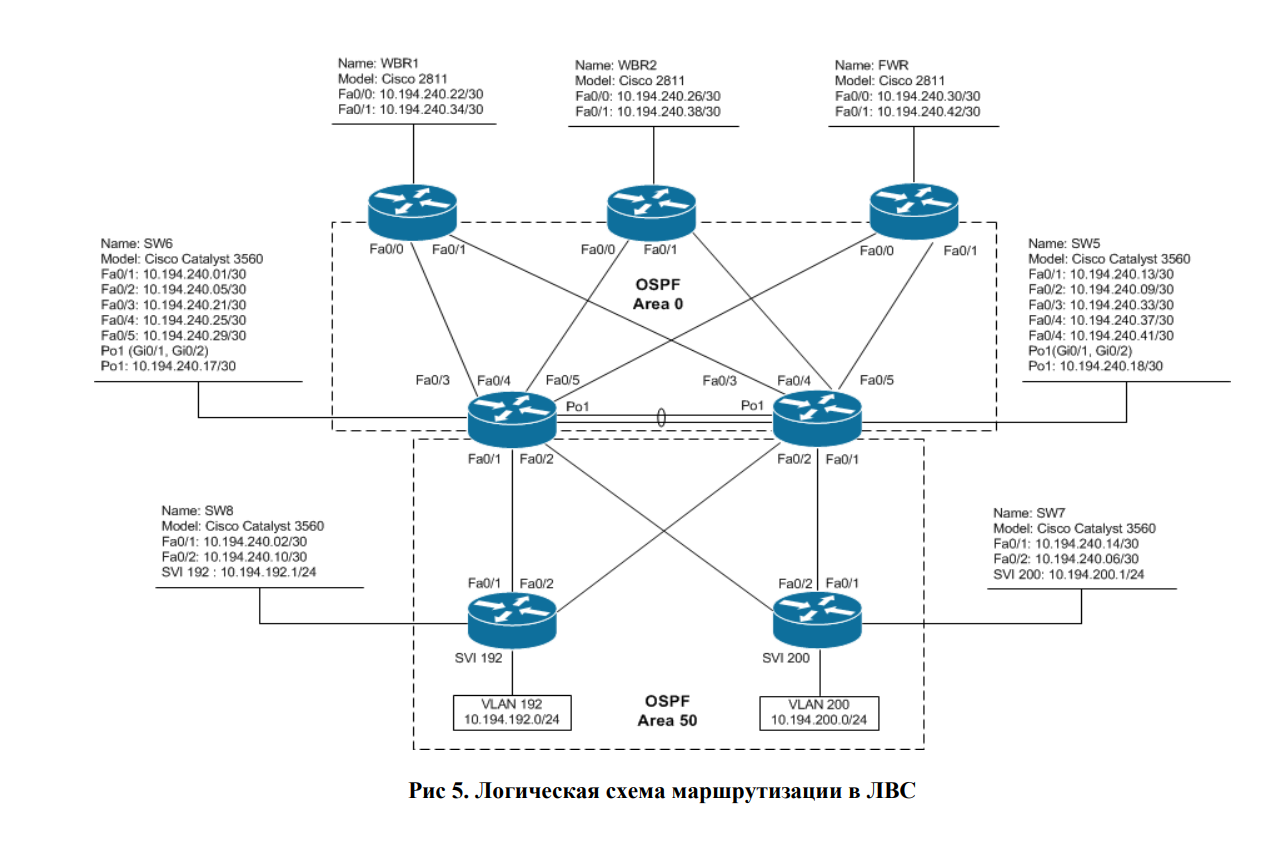 Name: WBR1
Model: Cisco 2811
Fa0/0: 10.194.240.22/30
Fa0/1: 10.194.240.34/30
Name: WBR2
Model: Cisco 2811
Fa0/0: 10.194.240.26/30
Fa0/1: 10.194.240.38/30
Name: FWR
Model: Cisco 2811
Fa0/0: 10.194.240.30/30
Fa0/1: 10.194.240.42/30
Name: SW6
Model: Cisco Catalyst 3560
Fa0/1: 10.194.240.01/30
Fa0/2: 10.194.240.05/30
Fa0/3: 10.194.240.21/30
Fa0/4: 10.194.240.25/30
Fa0/5: 10.194.240.29/30
Po1 (Gi0/1, Gi0/2)
Po1: 10.194.240.17/30
Fa0/0
Fa0/1
Fa0/0
Fa0/1
Fa0/0
Fa0/1
OSPF
Area 0
Name: SW5
Model: Cisco Catalyst 3560
Fa0/1: 10.194.240.13/30
Fa0/2: 10.194.240.09/30
Fa0/3: 10.194.240.33/30
Fa0/4: 10.194.240.37/30
Fa0/4: 10.194.240.41/30
Po1(Gi0/1, Gi0/2)
Po1: 10.194.240.18/30
Fa0/3
Fa0/4
Fa0/5
Fa0/3
Fa0/4
Fa0/5
Po1
Po1
Fa0/1
Fa0/2
Fa0/2
Fa0/1
Name: SW8
Model: Cisco Catalyst 3560
Fa0/1: 10.194.240.02/30
Fa0/2: 10.194.240.10/30
SVI 192 : 10.194.192.1/24
Name: SW7
Model: Cisco Catalyst 3560
Fa0/1: 10.194.240.14/30
Fa0/2: 10.194.240.06/30
SVI 200: 10.194.200.1/24
Fa0/1
Fa0/2
Fa0/2
Fa0/1
SVI 192
SVI 200
VLAN 192
10.194.192.0/24
OSPF
Area 50
VLAN 200
10.194.200.0/24
Рис 5. Логическая схема маршрутизации в ЛВС